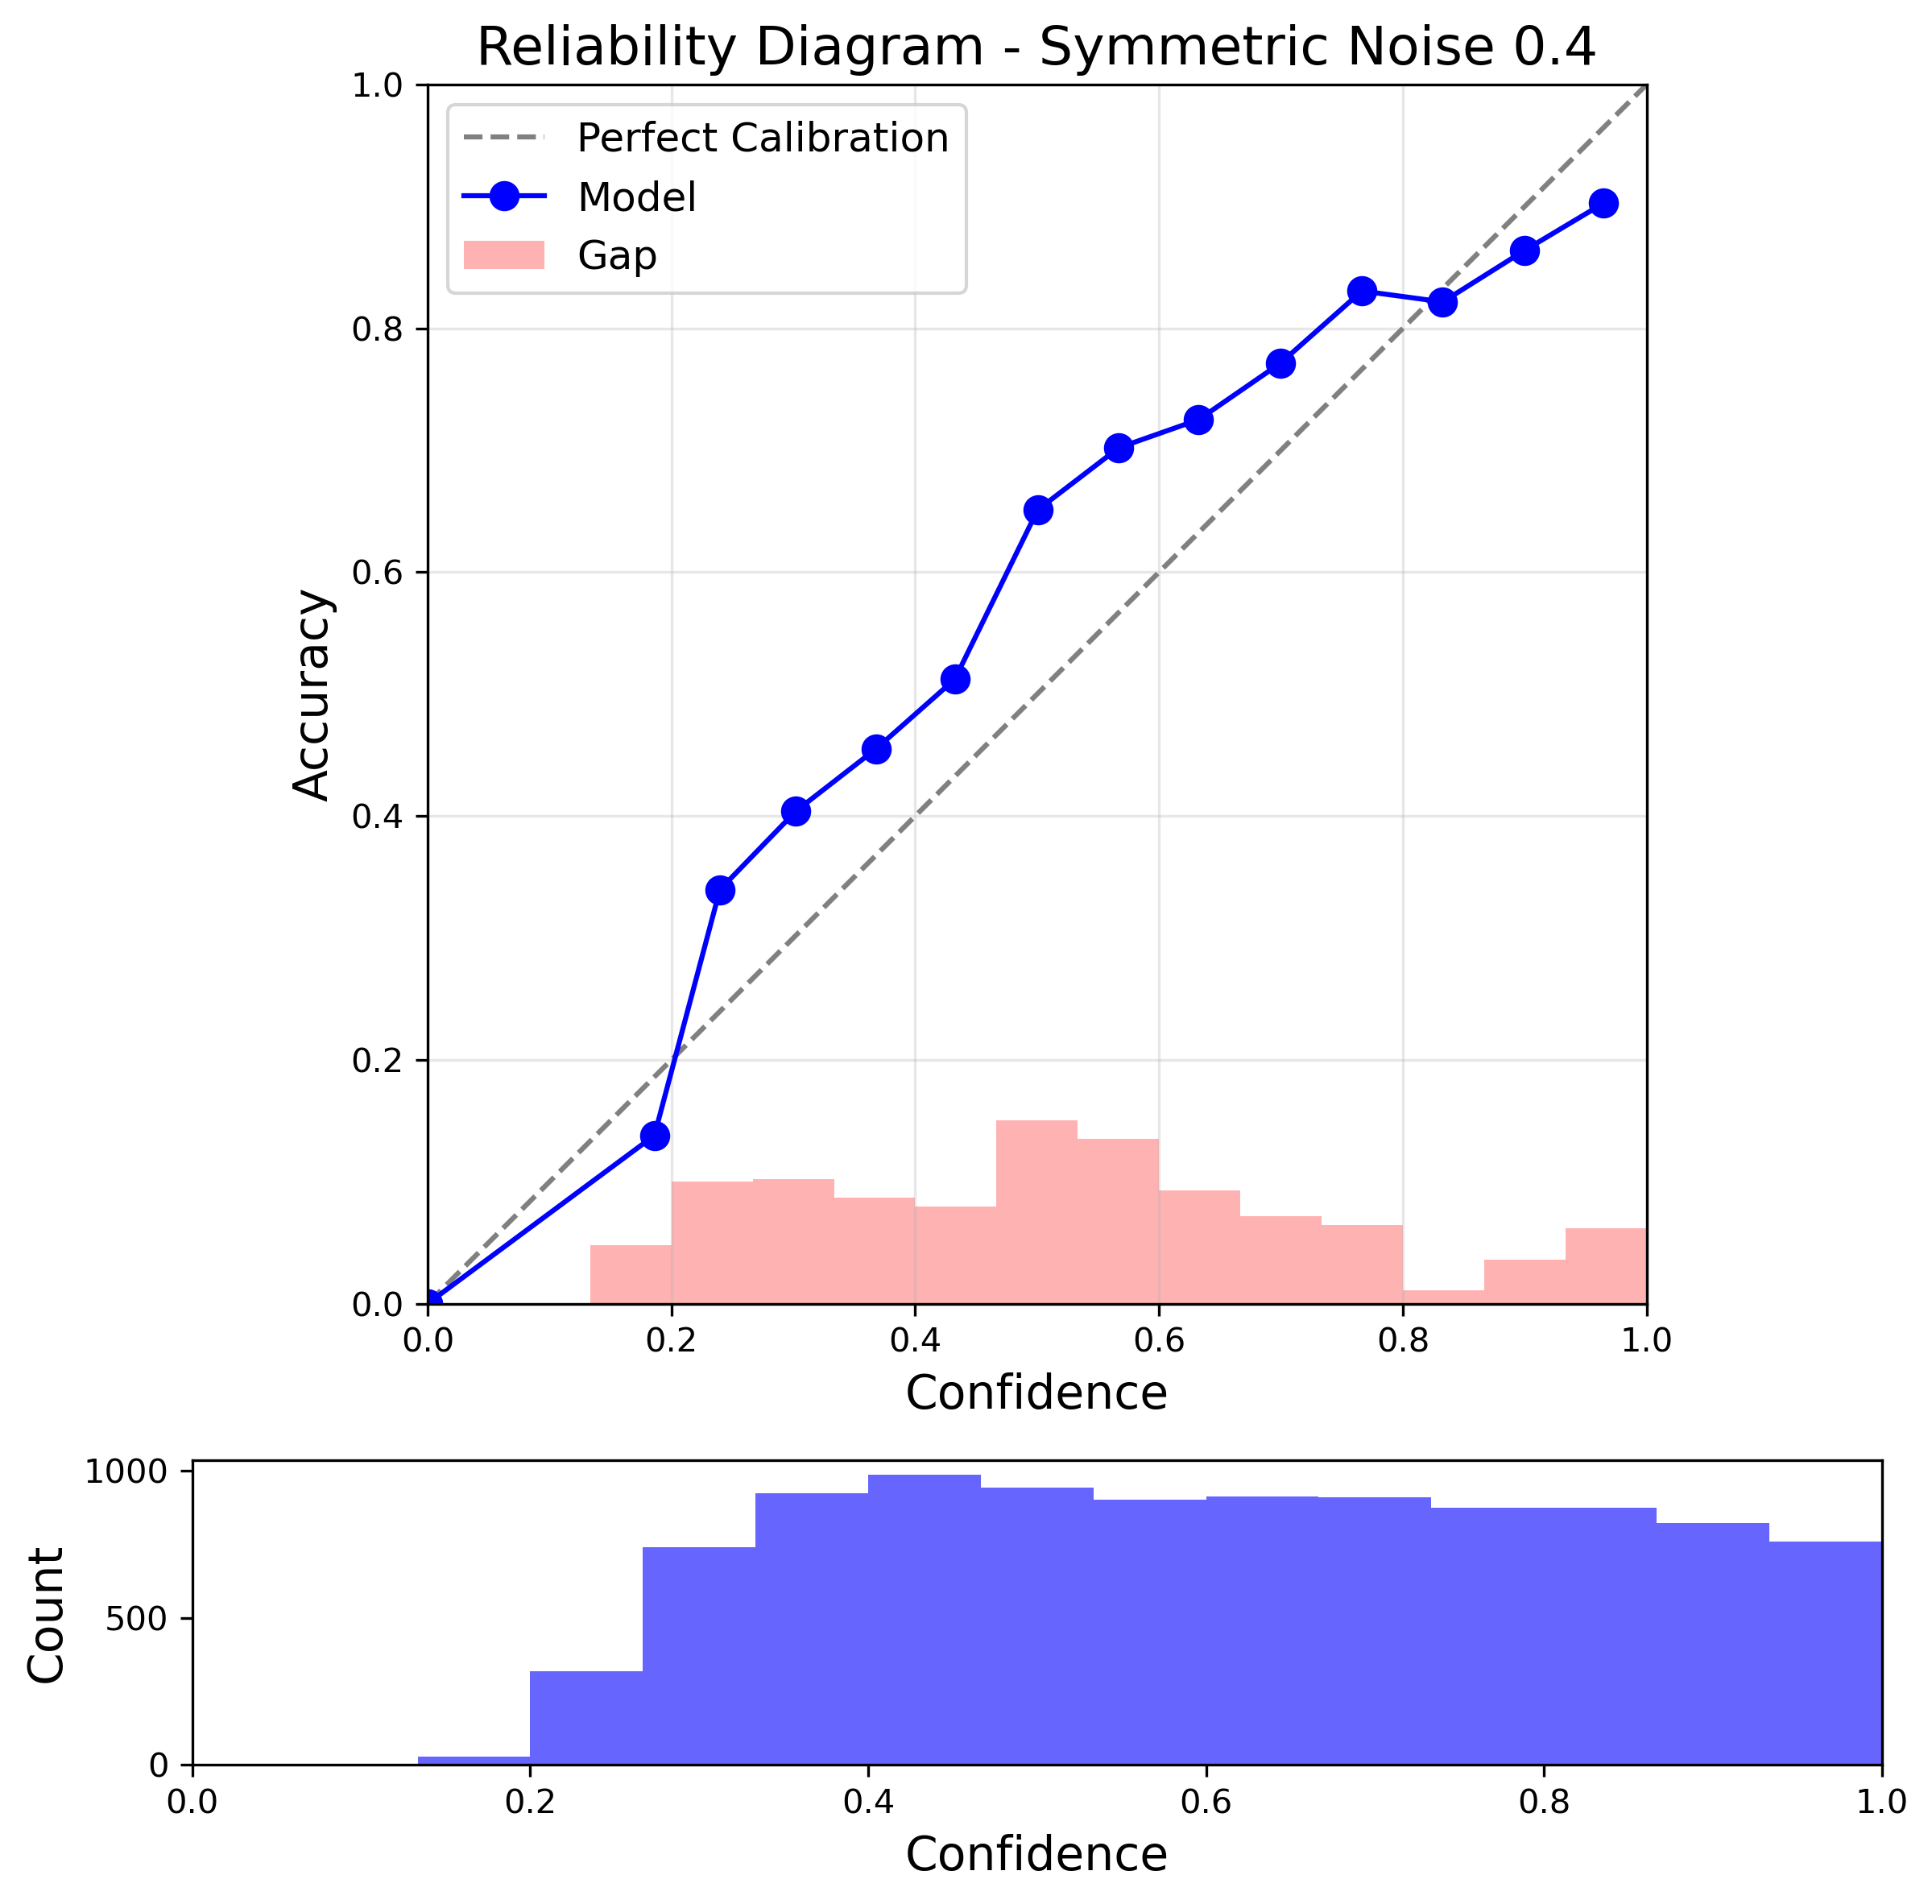 Reliability Diagram - Symmetric Noise 0.4
1.0
0.8
0.6
0.4
0.2
0.0
Accuracy
Perfect Calibration
Model
Gap
0.0 0.2 0.4 0.6 0.8 1.0
Confidence
1000
500
0
Count
0.0 0.2 0.4 0.6 0.8 1.0
Confidence